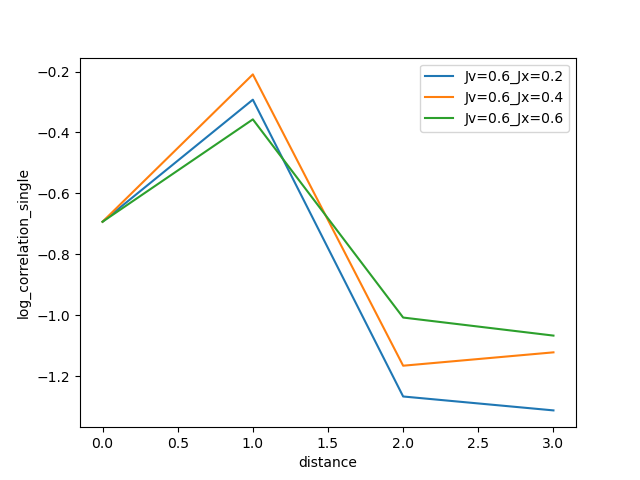 Jv=0.6_Jx=0.2
Jv=0.6_Jx=0.4
Jv=0.6_Jx=0.6
log_correlation_single
−0.2
−0.4
−0.6
−0.8
−1.0
−1.2
0.0 0.5 1.0 1.5 2.0 2.5 3.0
distance